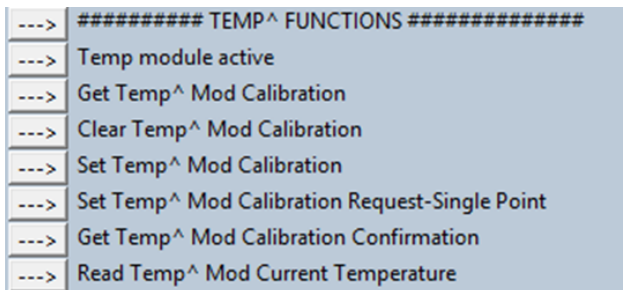 ---> ########## TEMP^ FUNCTIONS ##############
---> Temp module active
---> Get Temp^ Mod Calibration
---> Clear Temp^ Mod Calibration
---> Set Temp^ Mod Calibration
---> Set Temp^ Mod Calibration Request-Single Point
---> Get Temp^ Mod Calibration Confirmation
---> Read Temp^ Mod Current Temperature